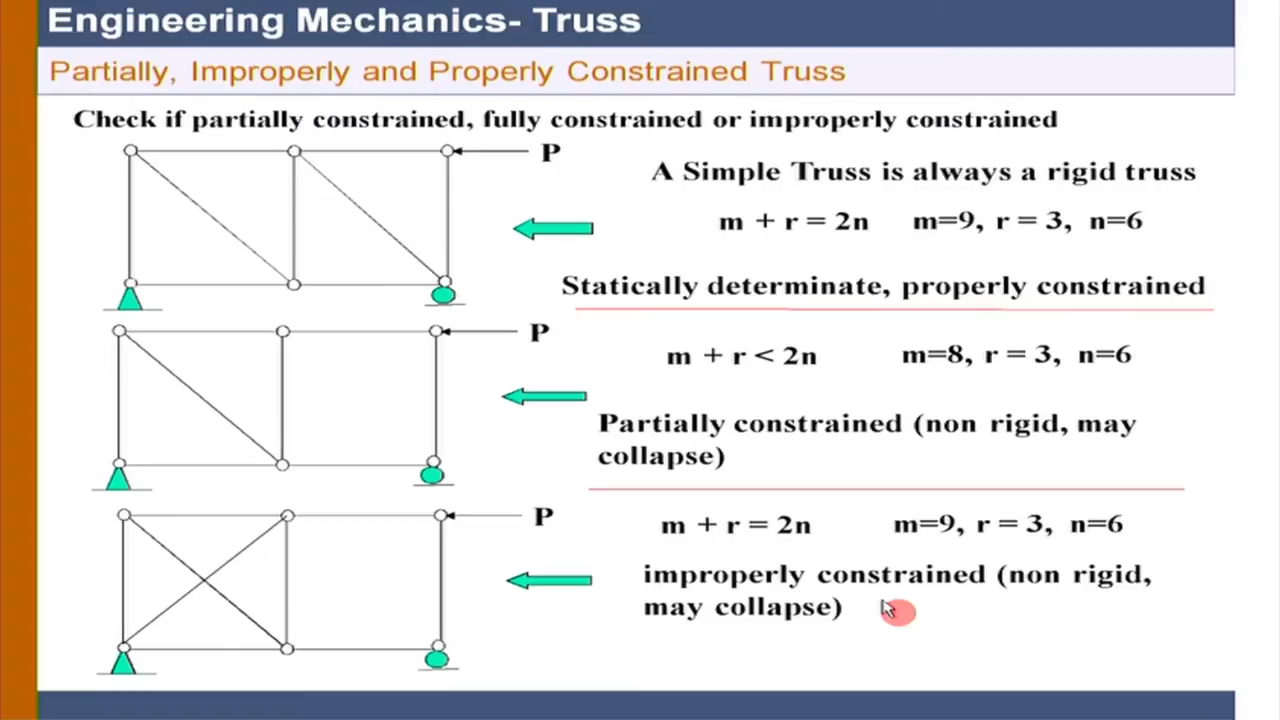 Engineering Mechanics- Truss
Partially, Improperly and Properly Constrained Truss
Check if partially constrained, fully constrained or improperly constrained
P
A Simple Truss is always a rigid truss
m + r = 2n m=9, r = 3, n=6
Statically determinate, properly constrained
P
m + r < 2n m=8, r = 3, n=6
Partially constrained (non rigid, may
collapse)
P
m + r = 2n m=9, r = 3, n=6
improperly constrained (non rigid,
may collapse)